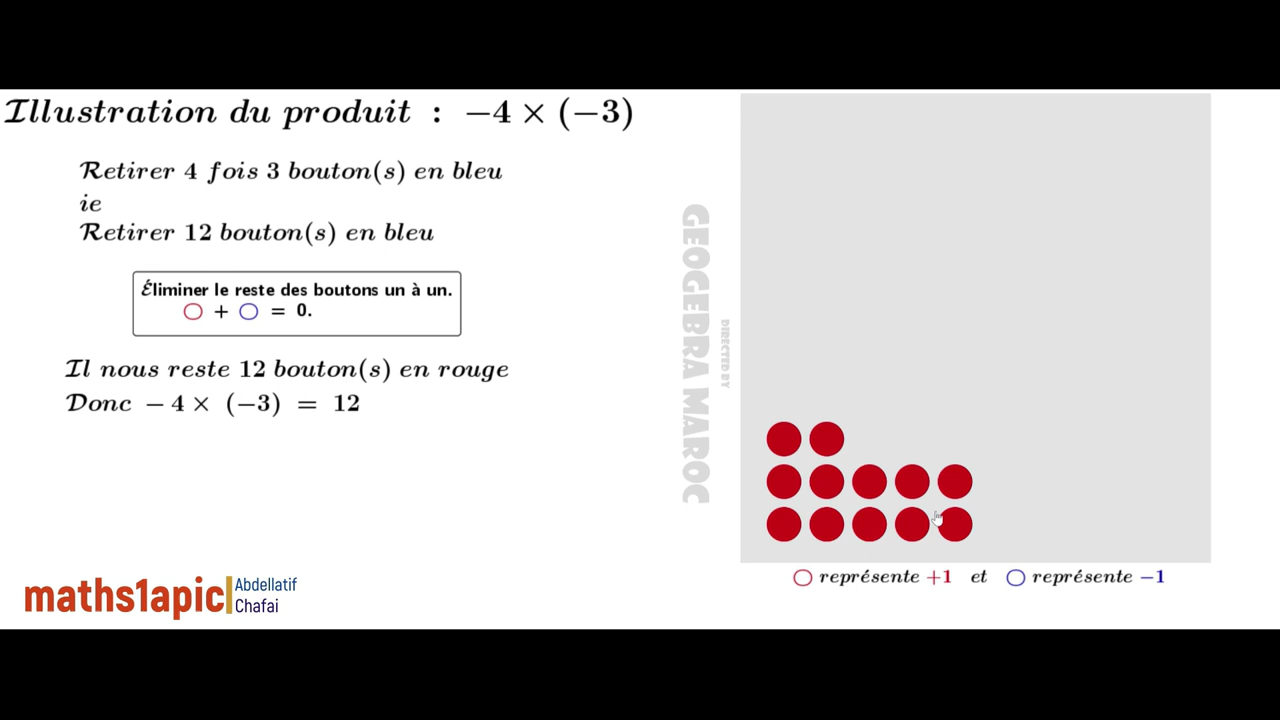 Illustration du produit : −4 × (−3)
Retirer 4 fois 3 bouton(s) en bleu
ie
Retirer 12 bouton(s) en bleu
Éliminer le reste des boutons un à un.
+ = 0.
Il nous reste 12 bouton(s) en rouge
Donc −4 × (−3) = 12
GEOGEBRA MAROC
DIRECTED BY
représente +1 et représente −1
maths1apic
Abdellatif
Chafai